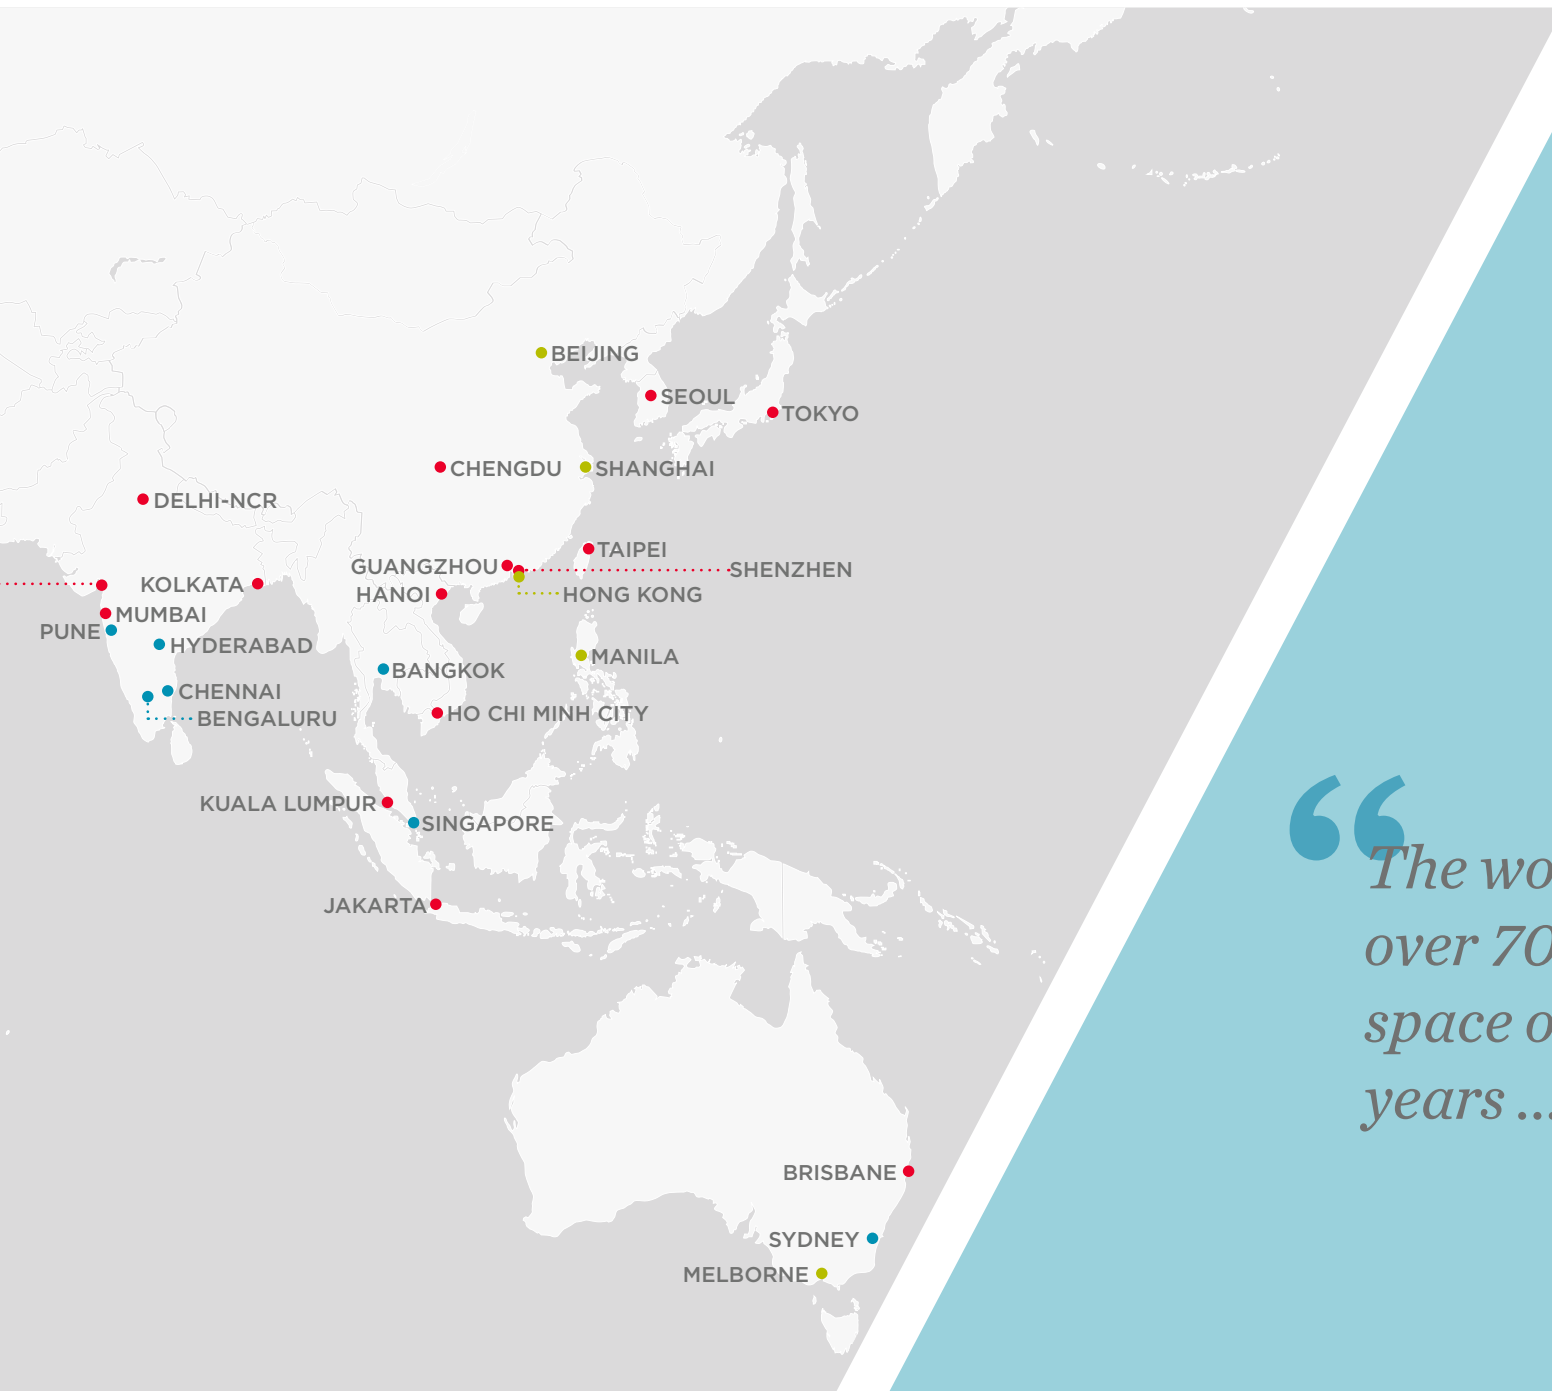 BEIJING
SEOUL
TOKYO
CHENGDU
SHANGHAI
DELHI-NCR
TAIPEI
GUANGZHOU
SHENZHEN
KOLKATA
HANOI
HONG KONG
MUMBAI
PUNE
HYDERABAD
MANILA
BANGKOK
CHENNAI
HO CHI MINH CITY
BENGALURU
KUALA LUMPUR
SINGAPORE
JAKARTA
BRISBANE
SYDNEY
MELBORNE
“
The wo
over 70
space o
years ...